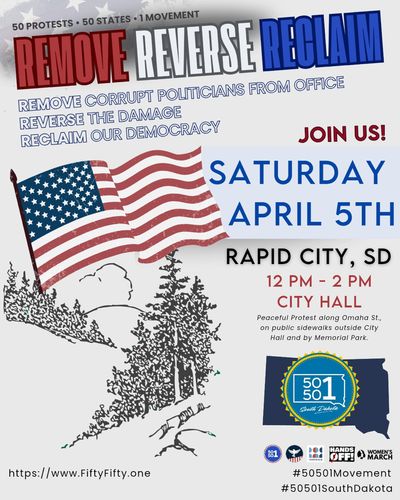 50 PROTESTS • 50 STATES • 1 MOVEMENT
REMOVE REVERSE RECLAIM
REMOVE CORRUPT POLITICIANS FROM OFFICE
REVERSE THE DAMAGE
RECLAIM OUR DEMOCRACY
JOIN US!
SATURDAY
APRIL 5TH
RAPID CITY, SD
12 PM - 2 PM
CITY HALL
Peaceful Protest along Omaha St.,
on public sidewalks outside City
Hall and by Memorial Park.
50
50 1
South Dakota
HANDS
OFF!
WOMEN'S
MARCH
https://www.FiftyFifty.one
#50501Movement
#50501SouthDakota